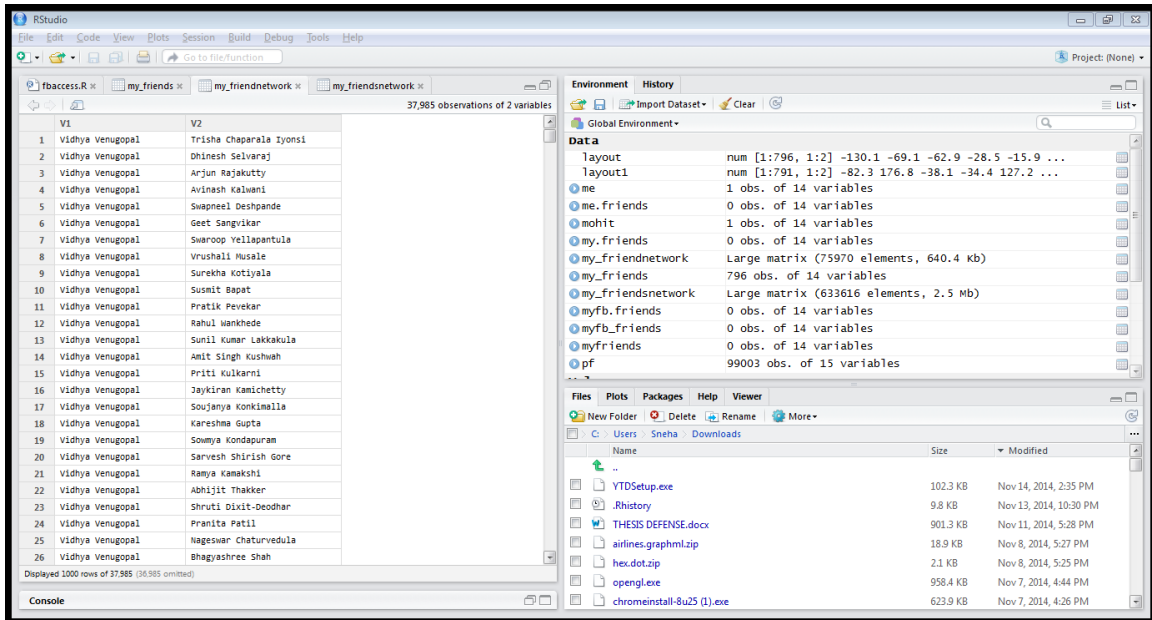 RStudio
File Edit Code View Plots Session Build Debug Tools Help
Go to file/function
Project: (None)
fbaccess.R × my_friends × my_friendnetwork × my_friendsnetwork ×
37,985 observations of 2 variables
V1 V2
1 Vidhya Venugopal Trisha Chaparala Iyonsi
2 Vidhya Venugopal Dhinesh Selvaraj
3 Vidhya Venugopal Arjun Rajakutty
4 Vidhya Venugopal Avinash Kalwani
5 Vidhya Venugopal Swapneel Deshpande
6 Vidhya Venugopal Geet Sangvikar
7 Vidhya Venugopal Swaroop Yellapantula
8 Vidhya Venugopal Vrushali Musale
9 Vidhya Venugopal Surekha Kotiyala
10 Vidhya Venugopal Susmit Bapat
11 Vidhya Venugopal Pratik Pevekar
12 Vidhya Venugopal Rahul Wankhede
13 Vidhya Venugopal Sunil Kumar Lakkakula
14 Vidhya Venugopal Amit Singh Kushwah
15 Vidhya Venugopal Priti Kulkarni
16 Vidhya Venugopal Jaykiran Kamichetty
17 Vidhya Venugopal Soujanya Konkimalla
18 Vidhya Venugopal Kareshma Gupta
19 Vidhya Venugopal Sowmya Kondapuram
20 Vidhya Venugopal Sarvesh Shirish Gore
21 Vidhya Venugopal Ramya Kamakshi
22 Vidhya Venugopal Abhijit Thakker
23 Vidhya Venugopal Shruti Dixit-Deodhar
24 Vidhya Venugopal Pranita Patil
25 Vidhya Venugopal Nageswar Chaturvedula
26 Vidhya Venugopal Bhagyashree Shah
Displayed 1000 rows of 37,985 (36,985 omitted)
Console
Environment History
Import Dataset Clear List
Global Environment
Data
layout num [1:796, 1:2] -130.1 -69.1 -62.9 -28.5 -15.9 ...
layout1 num [1:791, 1:2] -82.3 176.8 -38.1 -34.4 127.2 ...
me 1 obs. of 14 variables
me.friends 0 obs. of 14 variables
mohit 1 obs. of 14 variables
my.friends 0 obs. of 14 variables
my_friendnetwork Large matrix (75970 elements, 640.4 Kb)
my_friends 796 obs. of 14 variables
my_friendsnetwork Large matrix (633616 elements, 2.5 Mb)
myfb.friends 0 obs. of 14 variables
myfb_friends 0 obs. of 14 variables
myfriends 0 obs. of 14 variables
pf 99003 obs. of 15 variables
Files Plots Packages Help Viewer
New Folder Delete Rename More
C: Users Sneha Downloads ...
Name Size Modified
..
YTDSetup.exe 102.3 KB Nov 14, 2014, 2:35 PM
.Rhistory 9.8 KB Nov 13, 2014, 10:30 PM
THESIS DEFENSE.docx 901.3 KB Nov 11, 2014, 5:28 PM
airlines.graphml.zip 18.9 KB Nov 8, 2014, 5:27 PM
hex.dot.zip 2.1 KB Nov 8, 2014, 5:25 PM
opengl.exe 958.4 KB Nov 7, 2014, 4:44 PM
chromeinstall-8u25 (1).exe 623.9 KB Nov 7, 2014, 4:26 PM